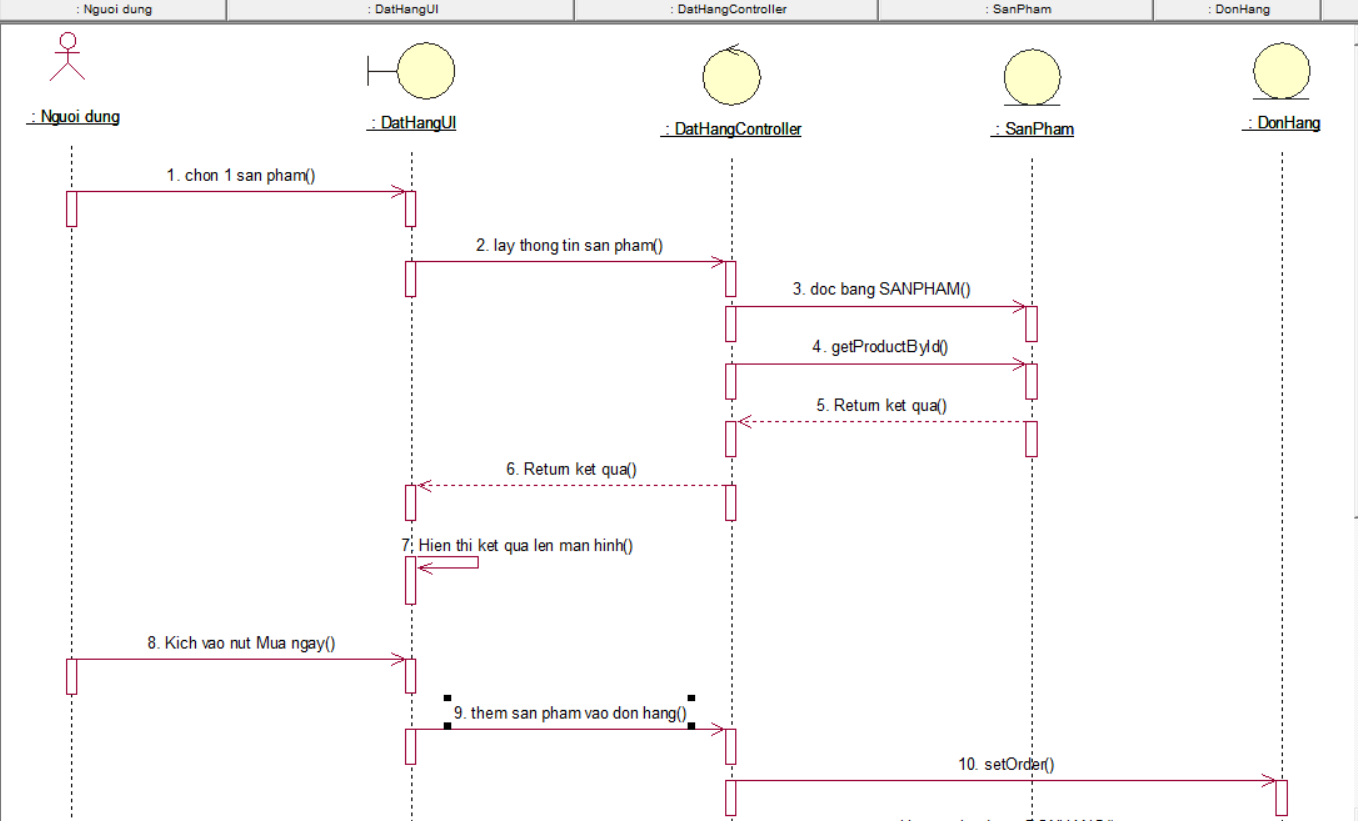 : Nguoi dung
: DatHangUI
: DatHangController
: SanPham
: DonHang
: Nguoi dung
: DatHangUI
: DatHangController
: SanPham
: DonHang
1. chon 1 san pham()
2. lay thong tin san pham()
3. doc bang SANPHAM()
4. getProductById()
5. Return ket qua()
6. Return ket qua()
7. Hien thi ket qua len man hinh()
8. Kich vao nut Mua ngay()
9. them san pham vao don hang()
10. setOrder()